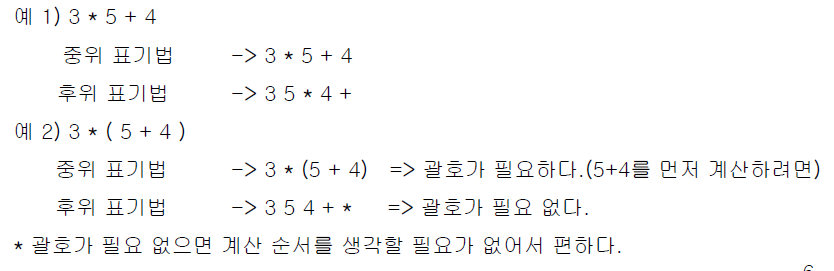 예 1) 3 * 5 + 4
중위 표기법 -> 3 * 5 + 4
후위 표기법 -> 3 5 * 4 +
예 2) 3 * ( 5 + 4 )
중위 표기법 -> 3 * (5 + 4) => 괄호가 필요하다.(5+4를 먼저 계산하려면)
후위 표기법 -> 3 5 4 + * => 괄호가 필요 없다.
* 괄호가 필요 없으면 계산 순서를 생각할 필요가 없어서 편하다.